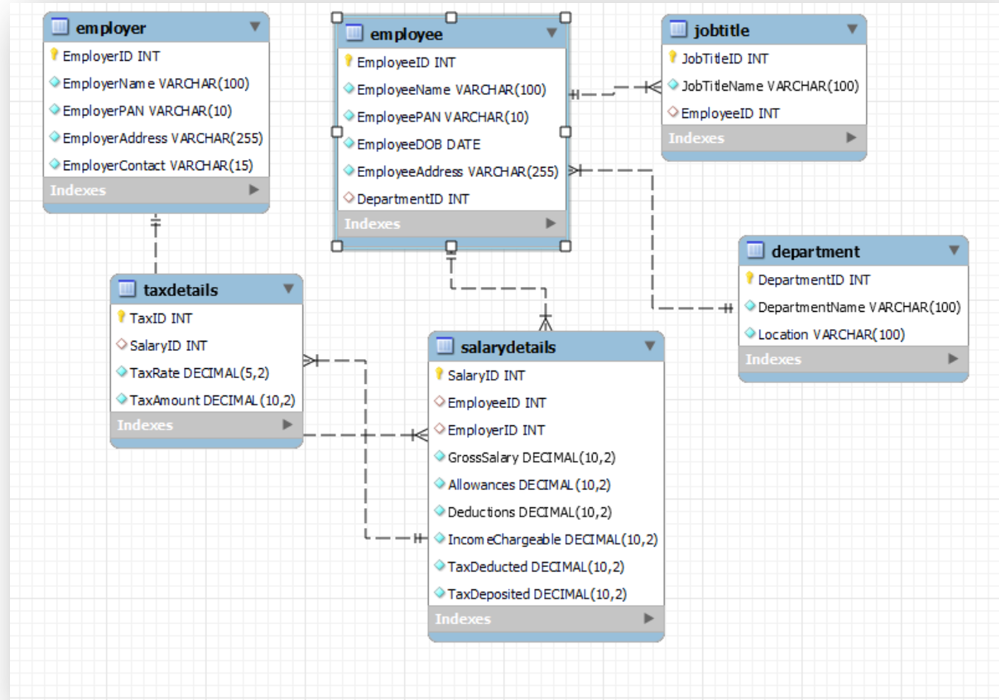 employer
EmployerID INT
EmployerName VARCHAR(100)
EmployerPAN VARCHAR(10)
EmployerAddress VARCHAR(255)
EmployerContact VARCHAR(15)
Indexes
employee
EmployeeID INT
EmployeeName VARCHAR(100)
EmployeePAN VARCHAR(10)
EmployeeDOB DATE
EmployeeAddress VARCHAR(255)
DepartmentID INT
Indexes
jobtitle
JobTitleID INT
JobTitleName VARCHAR(100)
EmployeeID INT
Indexes
department
DepartmentID INT
DepartmentName VARCHAR(100)
Location VARCHAR(100)
Indexes
taxdetails
TaxID INT
SalaryID INT
TaxRate DECIMAL(5,2)
TaxAmount DECIMAL(10,2)
Indexes
salarydetails
SalaryID INT
EmployeeID INT
EmployerID INT
GrossSalary DECIMAL(10,2)
Allowances DECIMAL(10,2)
Deductions DECIMAL(10,2)
IncomeChargeable DECIMAL(10,2)
TaxDeducted DECIMAL(10,2)
TaxDeposited DECIMAL(10,2)
Indexes